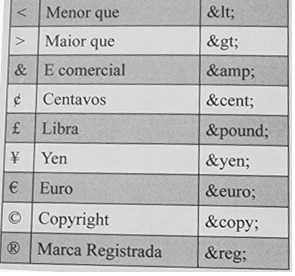 < Menor que &lt;
> Maior que &gt;
& E comercial &amp;
¢ Centavos &cent;
£ Libra &pound;
¥ Yen &yen;
€ Euro &euro;
© Copyright &copy;
® Marca Registrada &reg;